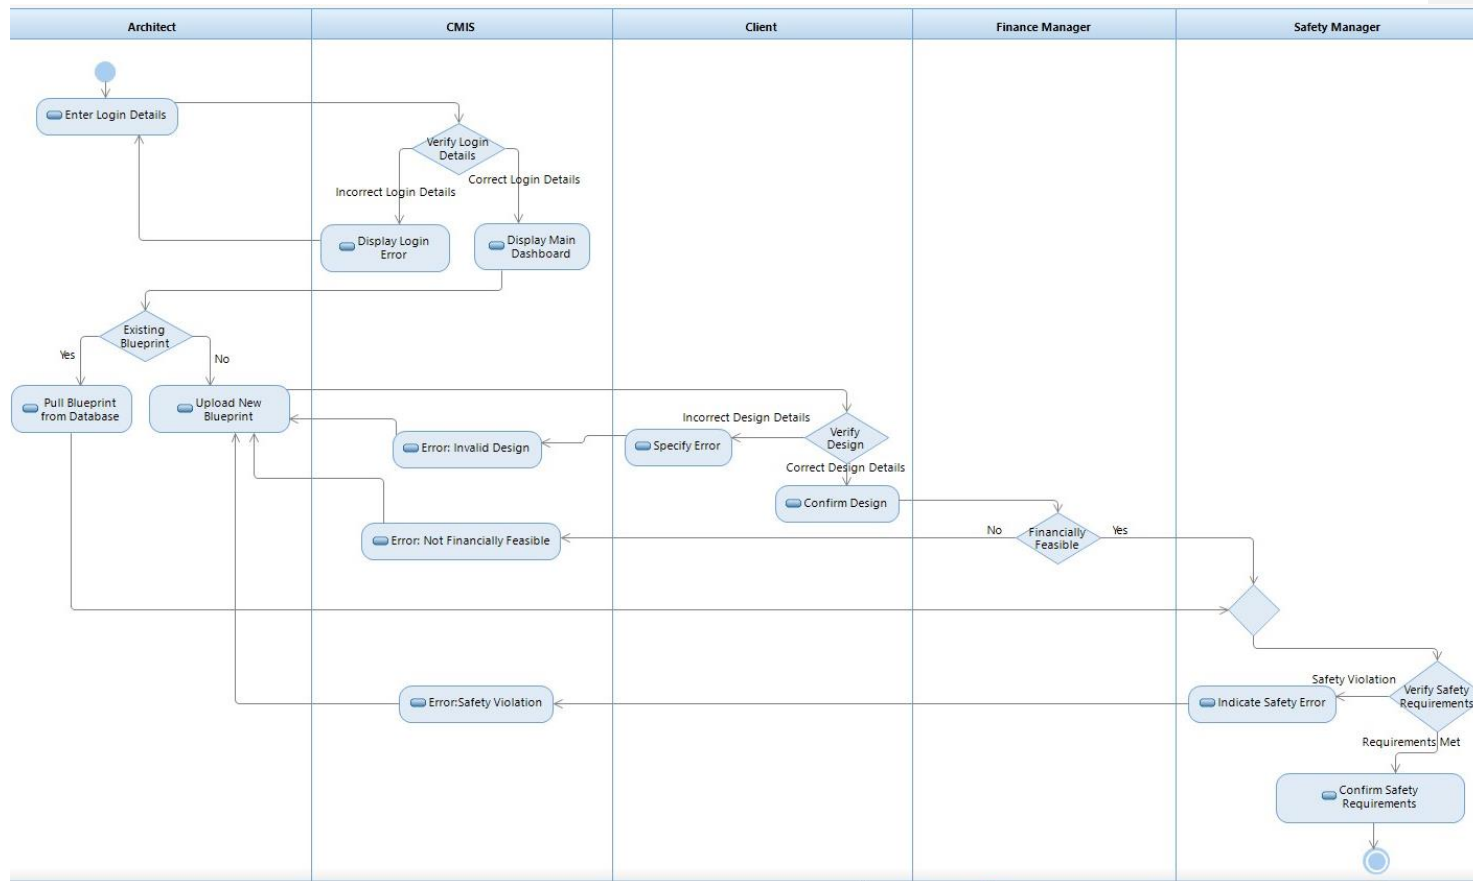 Architect
CMIS
Client
Finance Manager
Safety Manager
Enter Login Details
Verify Login
Details
Correct Login Details
Incorrect Login Details
Display Login
Error
Display Main
Dashboard
Existing
Blueprint
Yes
No
Pull Blueprint
from Database
Upload New
Blueprint
Incorrect Design Details
Verify
Design
Error: Invalid Design
Specify Error
Correct Design Details
Confirm Design
Error: Not Financially Feasible
No
Financially
Feasible
Yes
Safety Violation
Verify Safety
Requirements
Error:Safety Violation
Indicate Safety Error
Requirements Met
Confirm Safety
Requirements